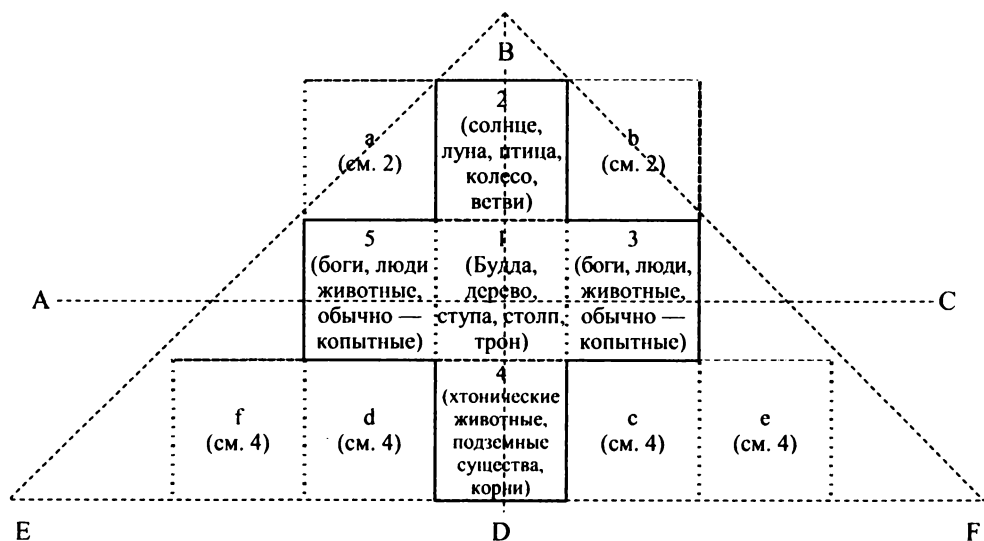 B
2
(солнце,
луна, птица,
колесо,
ветви)
a
(см. 2)
b
(см. 2)
5
(боги, люди
животные,
обычно —
копытные)
1
(Будда,
дерево,
ступа, столп,
трон)
3
(боги, люди,
животные,
обычно —
копытные)
A
C
f
(см. 4)
d
(см. 4)
4
(хтонические
животные,
подземные
существа,
корни)
c
(см. 4)
e
(см. 4)
E
D
F